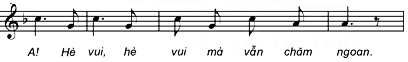 A! Hè vui, hè vui mà vẫn chăm ngoan.